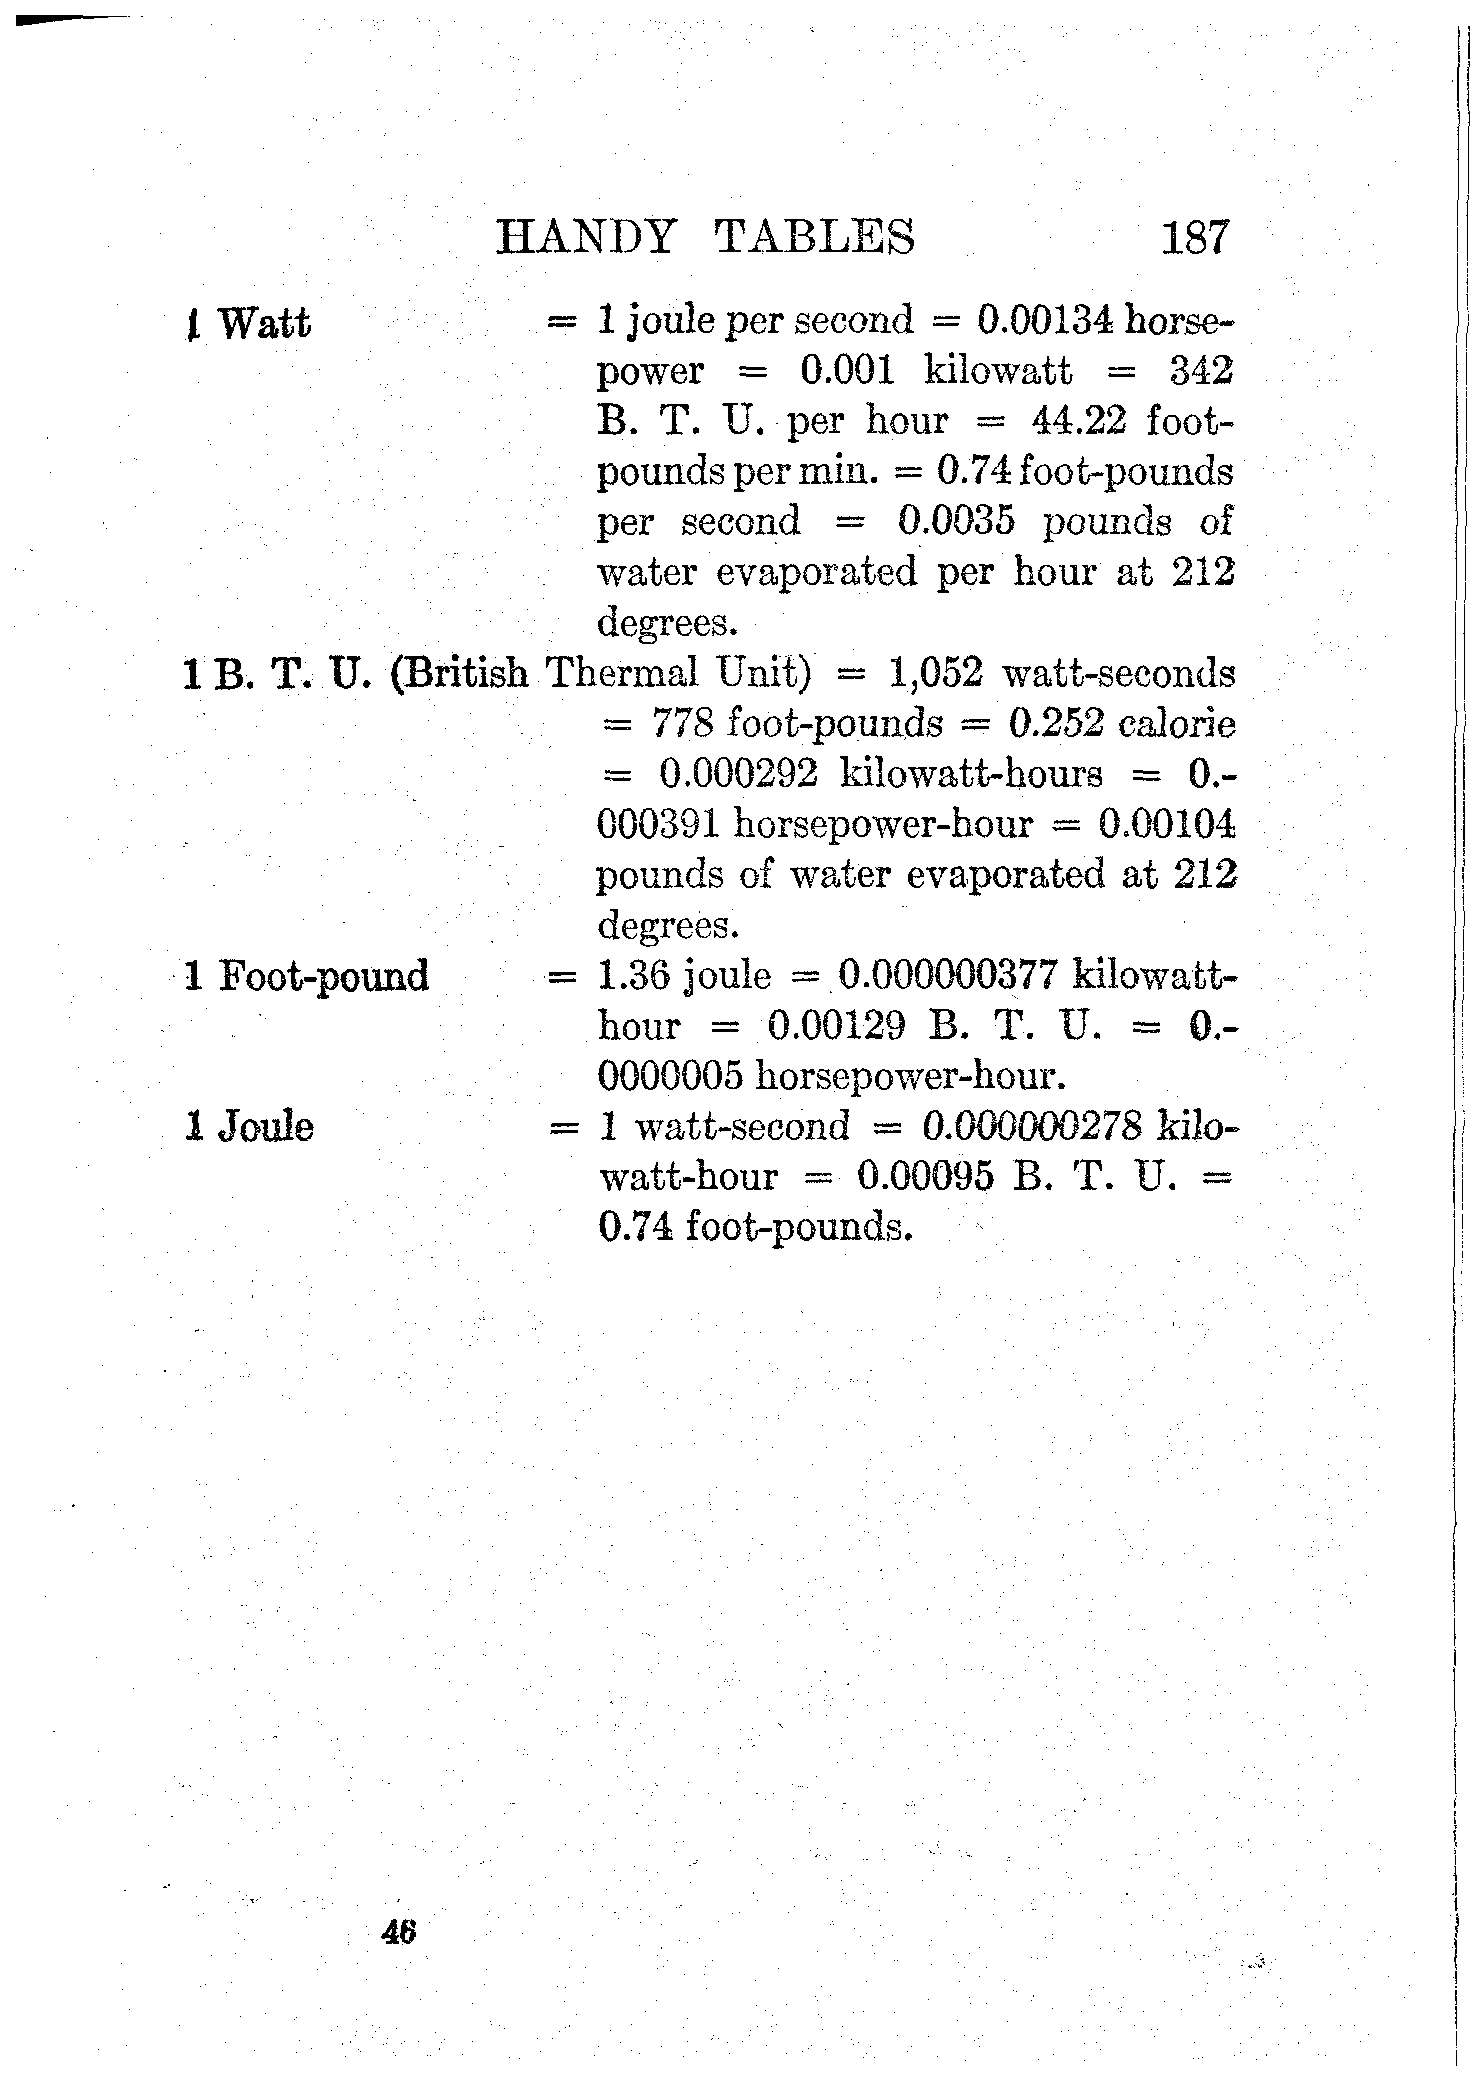 HANDY TABLES 187
1 Watt = 1 joule per second = 0.00134 horse-
power = 0.001 kilowatt = 342
B. T. U. per hour = 44.22 foot-
pounds per min. = 0.74 foot-pounds
per second = 0.0035 pounds of
water evaporated per hour at 212
degrees.
1 B. T. U. (British Thermal Unit) = 1,052 watt-seconds
= 778 foot-pounds = 0.252 calorie
= 0.000292 kilowatt-hours = 0.-
000391 horsepower-hour = 0.00104
pounds of water evaporated at 212
degrees.
1 Foot-pound = 1.36 joule = 0.000000377 kilowatt-
hour = 0.00129 B. T. U. = 0.-
0000005 horsepower-hour.
1 Joule = 1 watt-second = 0.000000278 kilo-
watt-hour = 0.00095 B. T. U. =
0.74 foot-pounds.
46